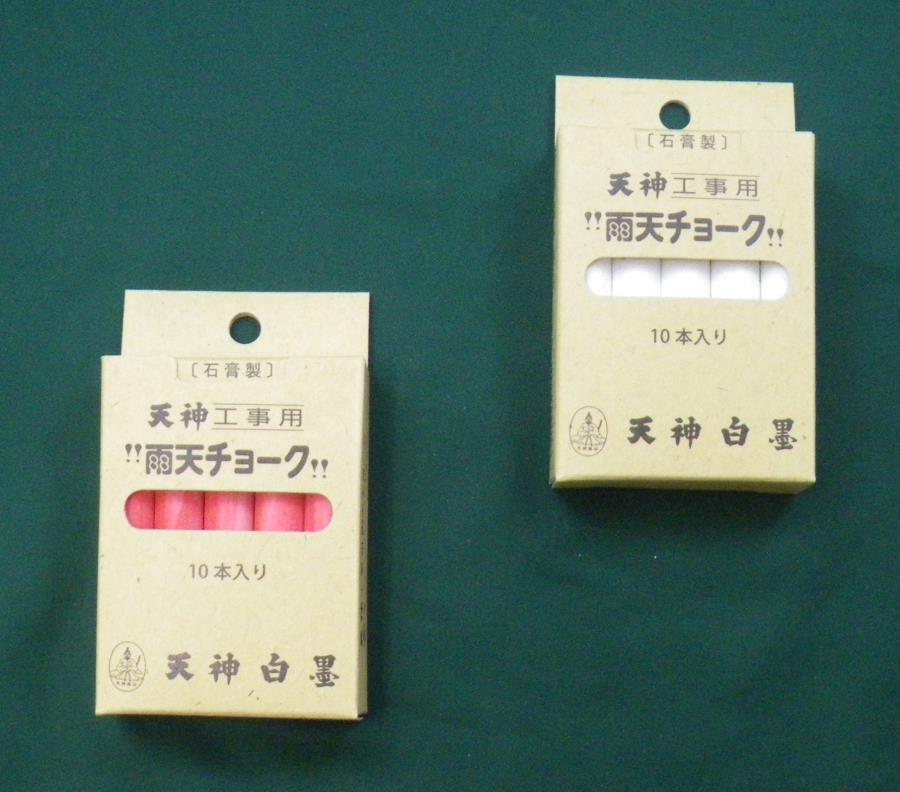 〔石膏製〕
天神工事用
"雨天チョーク"
10本入り
天神白墨
〔石膏製〕
天神工事用
"雨天チョーク"
10本入り
天神白墨